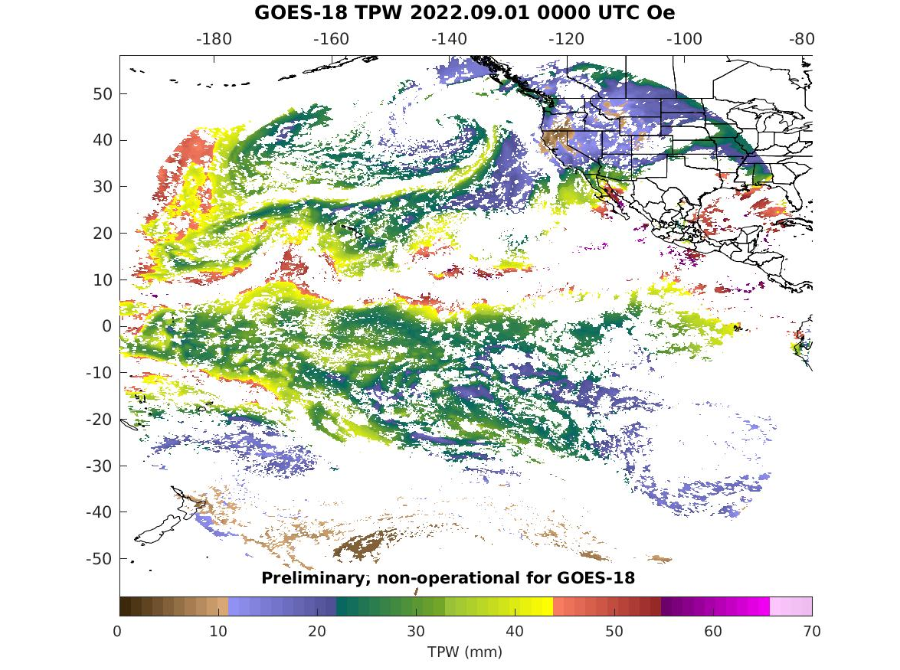 GOES-18 TPW 2022.09.01 0000 UTC Oe
-180 -160 -140 -120 -100 -80
50
40
30
20
10
0
-10
-20
-30
-40
-50
Preliminary; non-operational for GOES-18
0 10 20 30 40 50 60 70
TPW (mm)